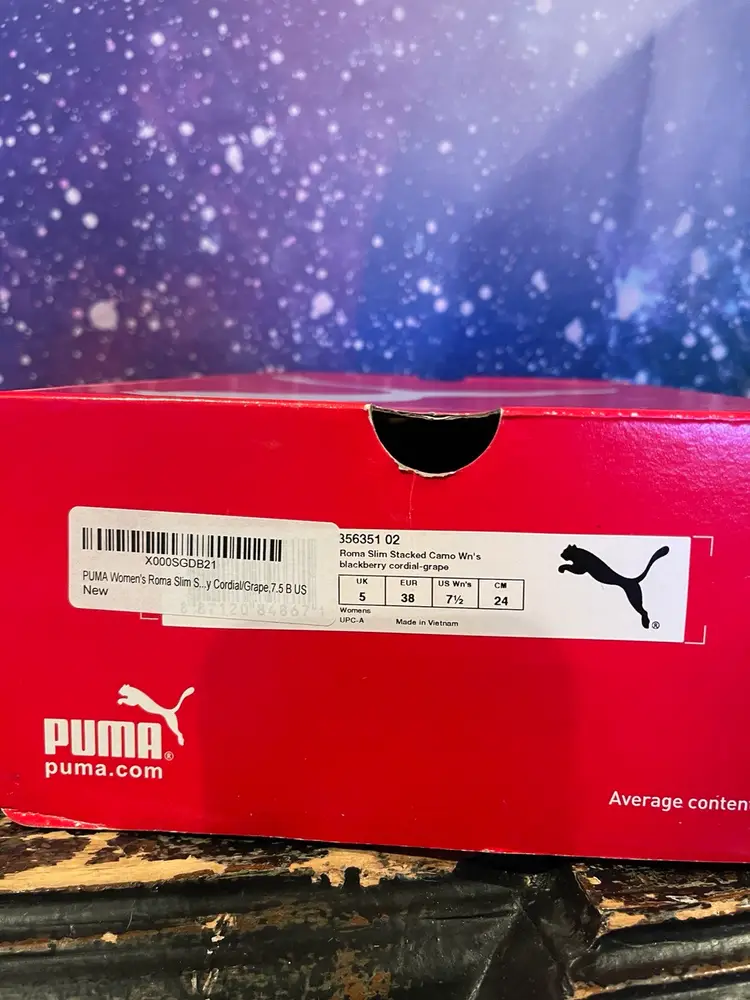 X000SGDB21
PUMA Women's Roma Slim S...y Cordial/Grape,7.5 B US
New
356351 02
Roma Slim Stacked Camo Wn's
blackberry cordial-grape
UK EUR US Wn's CM
5 38 7½ 24
Womens
UPC-A Made in Vietnam
®
PUMA®
puma.com
Average conten